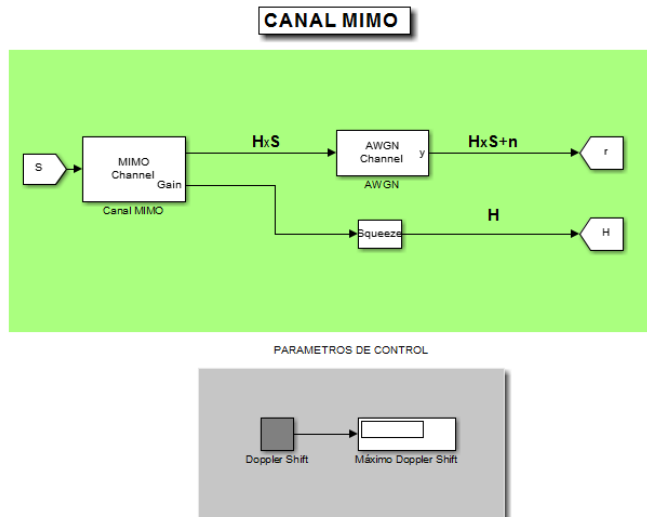 CANAL MIMO
HxS
HxS+n
S
MIMO
Channel
Gain
Canal MIMO
AWGN
Channel
y
AWGN
r
H
Squeeze
H
PARAMETROS DE CONTROL
Doppler Shift
Máximo Doppler Shift